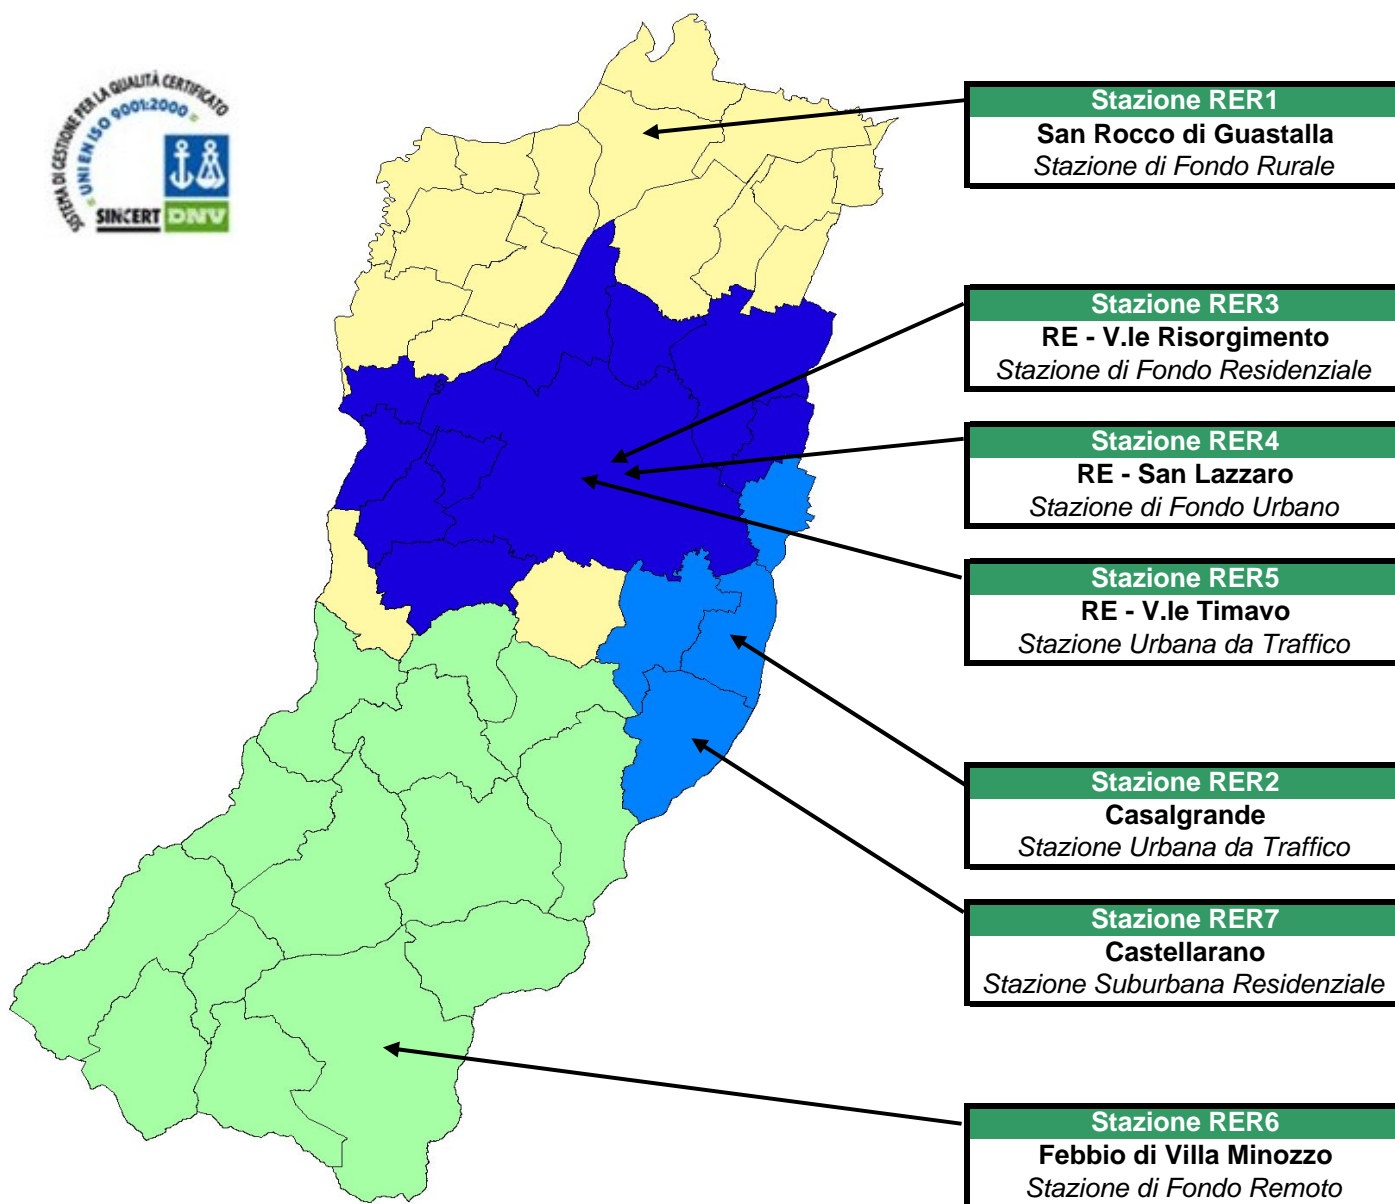 SISTEMA DI GESTIONE PER LA QUALITÀ CERTIFICATO
= UNI EN ISO 9001:2000 =
SINCERT DNV
Stazione RER1
San Rocco di Guastalla
Stazione di Fondo Rurale
Stazione RER3
RE - V.le Risorgimento
Stazione di Fondo Residenziale
Stazione RER4
RE - San Lazzaro
Stazione di Fondo Urbano
Stazione RER5
RE - V.le Timavo
Stazione Urbana da Traffico
Stazione RER2
Casalgrande
Stazione Urbana da Traffico
Stazione RER7
Castellarano
Stazione Suburbana Residenziale
Stazione RER6
Febbio di Villa Minozzo
Stazione di Fondo Remoto